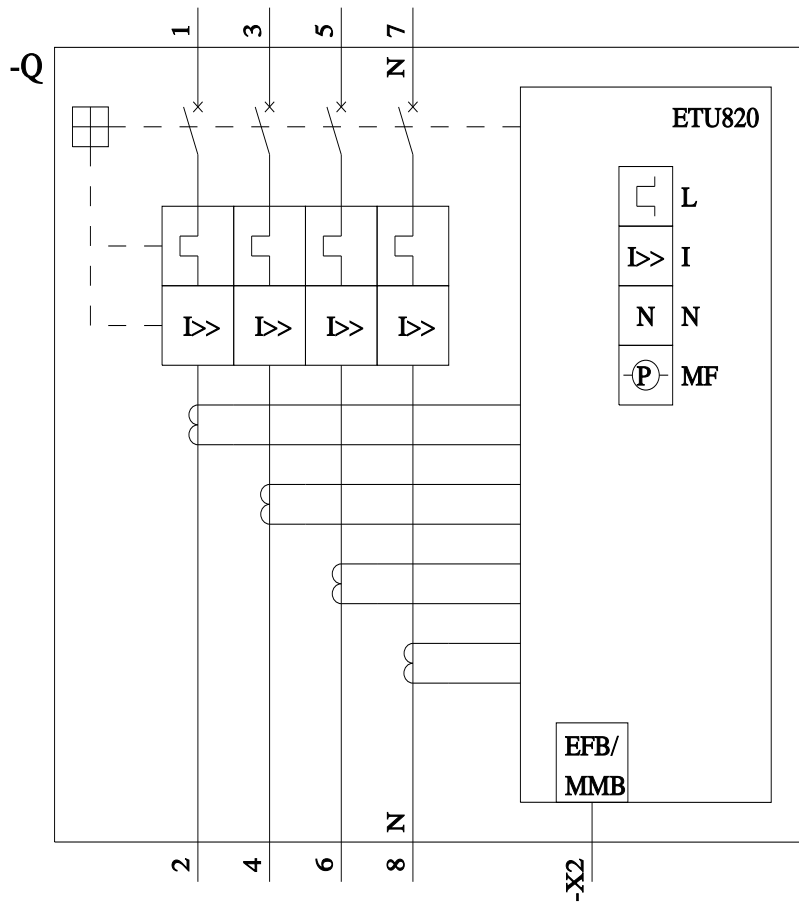 1 3 5 7
-Q
N
ETU820
L
I>> I
N N
P MF
I>> I>> I>> I>>
EFB/
MMB
N
2 4 6 8
-X2